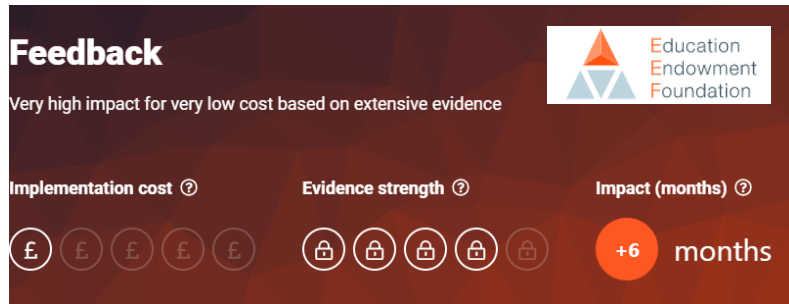 Feedback
Education
Endowment
Foundation
Very high impact for very low cost based on extensive evidence
Implementation cost ?
Evidence strength ?
Impact (months) ?
£ £ £ £ £
+6 months